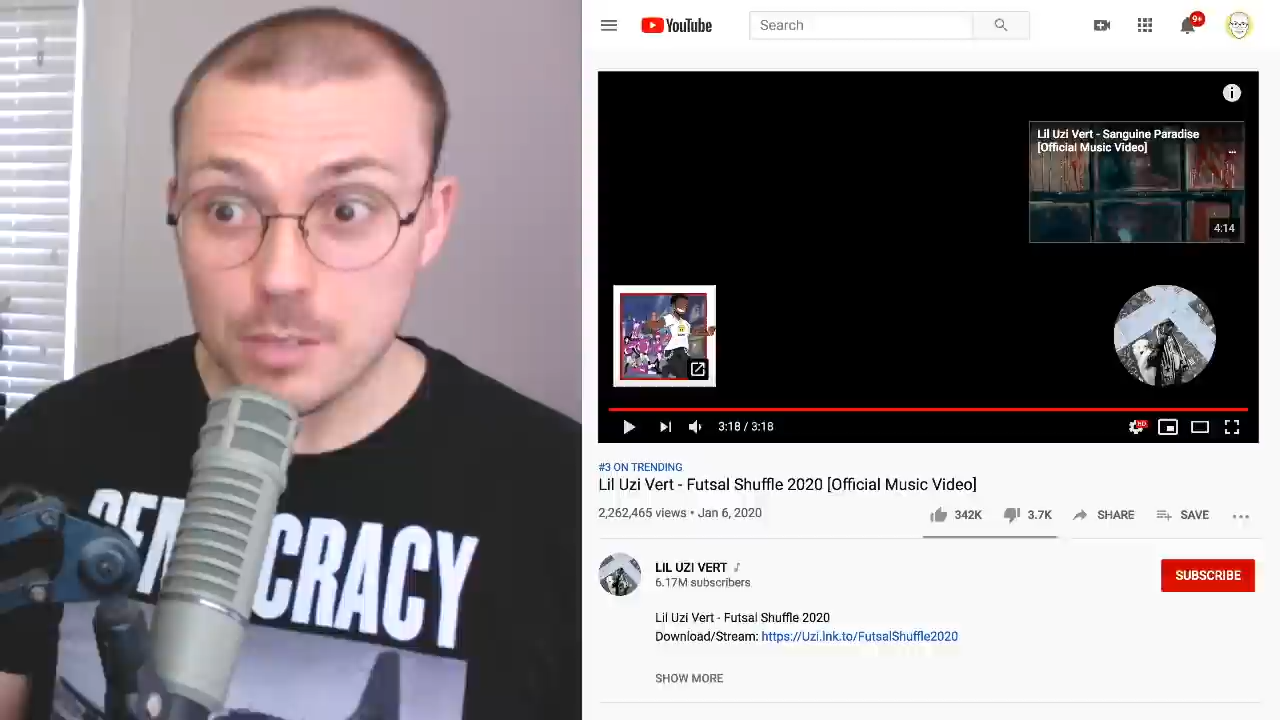 DEMOCRACY
YouTube
Search
9+
i
Lil Uzi Vert - Sanguine Paradise
[Official Music Video]
4:14
3:18 / 3:18
HD
#3 ON TRENDING
Lil Uzi Vert - Futsal Shuffle 2020 [Official Music Video]
2,262,465 views • Jan 6, 2020
342K
3.7K
SHARE
SAVE
LIL UZI VERT
6.17M subscribers
SUBSCRIBE
Lil Uzi Vert - Futsal Shuffle 2020
Download/Stream: https://Uzi.lnk.to/FutsalShuffle2020
SHOW MORE